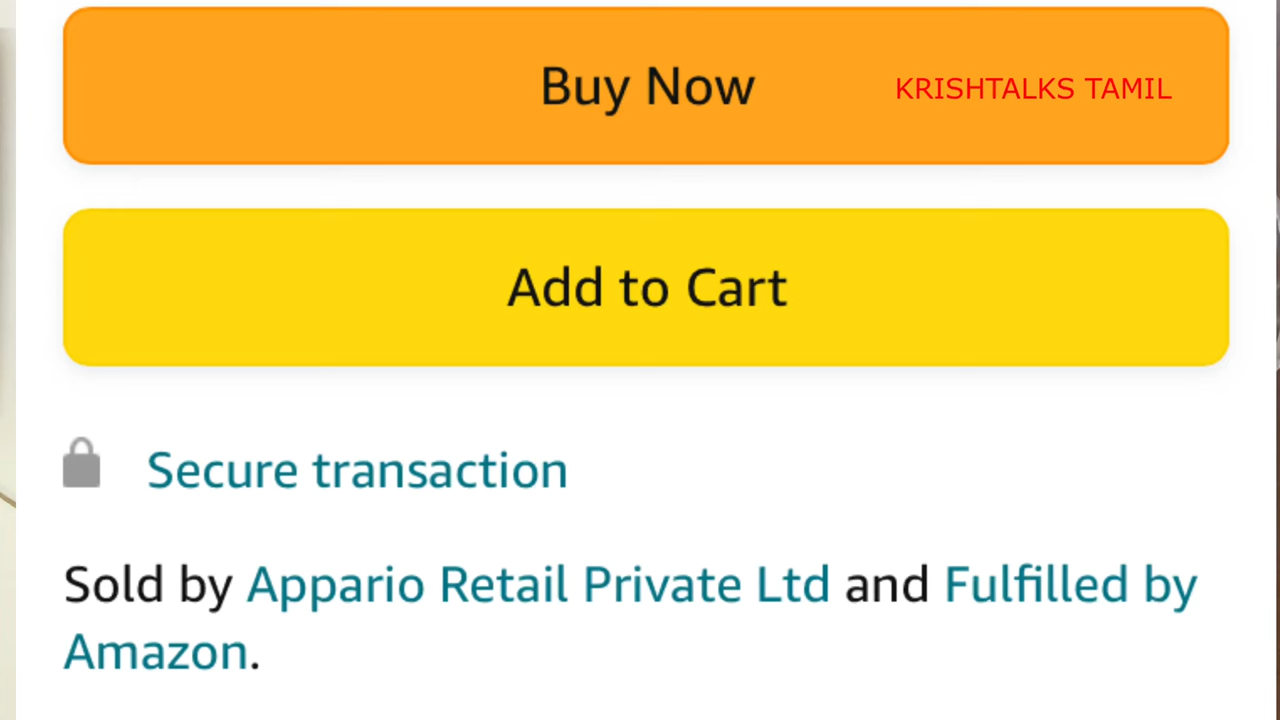 Buy Now
KRISHTALKS TAMIL
Add to Cart
Secure transaction
Sold by Appario Retail Private Ltd and Fulfilled by
Amazon.